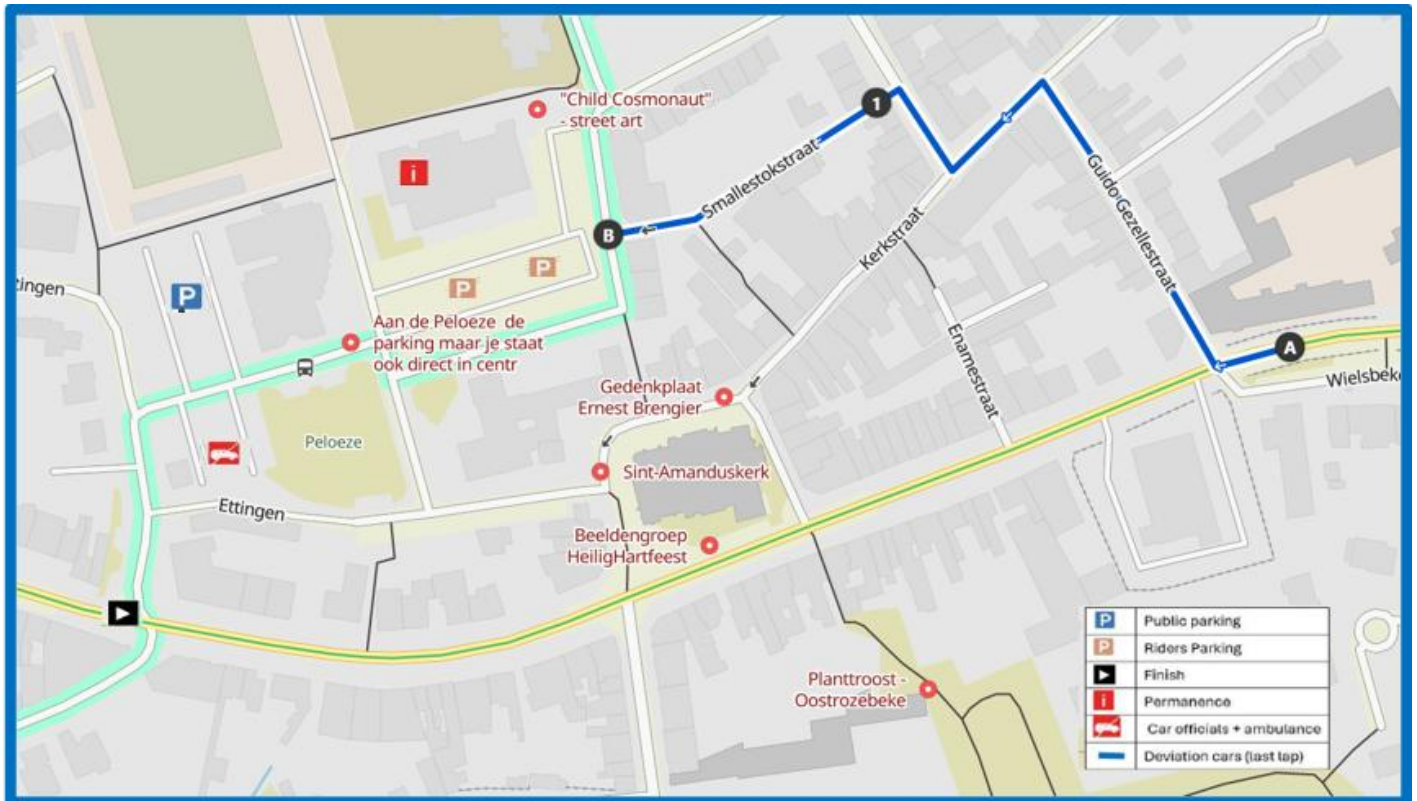 "Child Cosmonaut"
- street art
1
Smallestokstraat
Guido Gezellestraat
i
B
Kerkstraat
P
P
P
Aan de Peloeze de
parking maar je staat
ook direct in centr
Enamestraat
A
Wielsbeke
Gedenkplaat
Ernest Brengier
Peloeze
Sint-Amanduskerk
Ettingen
Beeldengroep
HeiligHartfeest
Planttroost -
Oostrozebeke
P Public parking
P Riders Parking
Finish
i Permanence
Car officials + ambulance
Deviation cars (last lap)